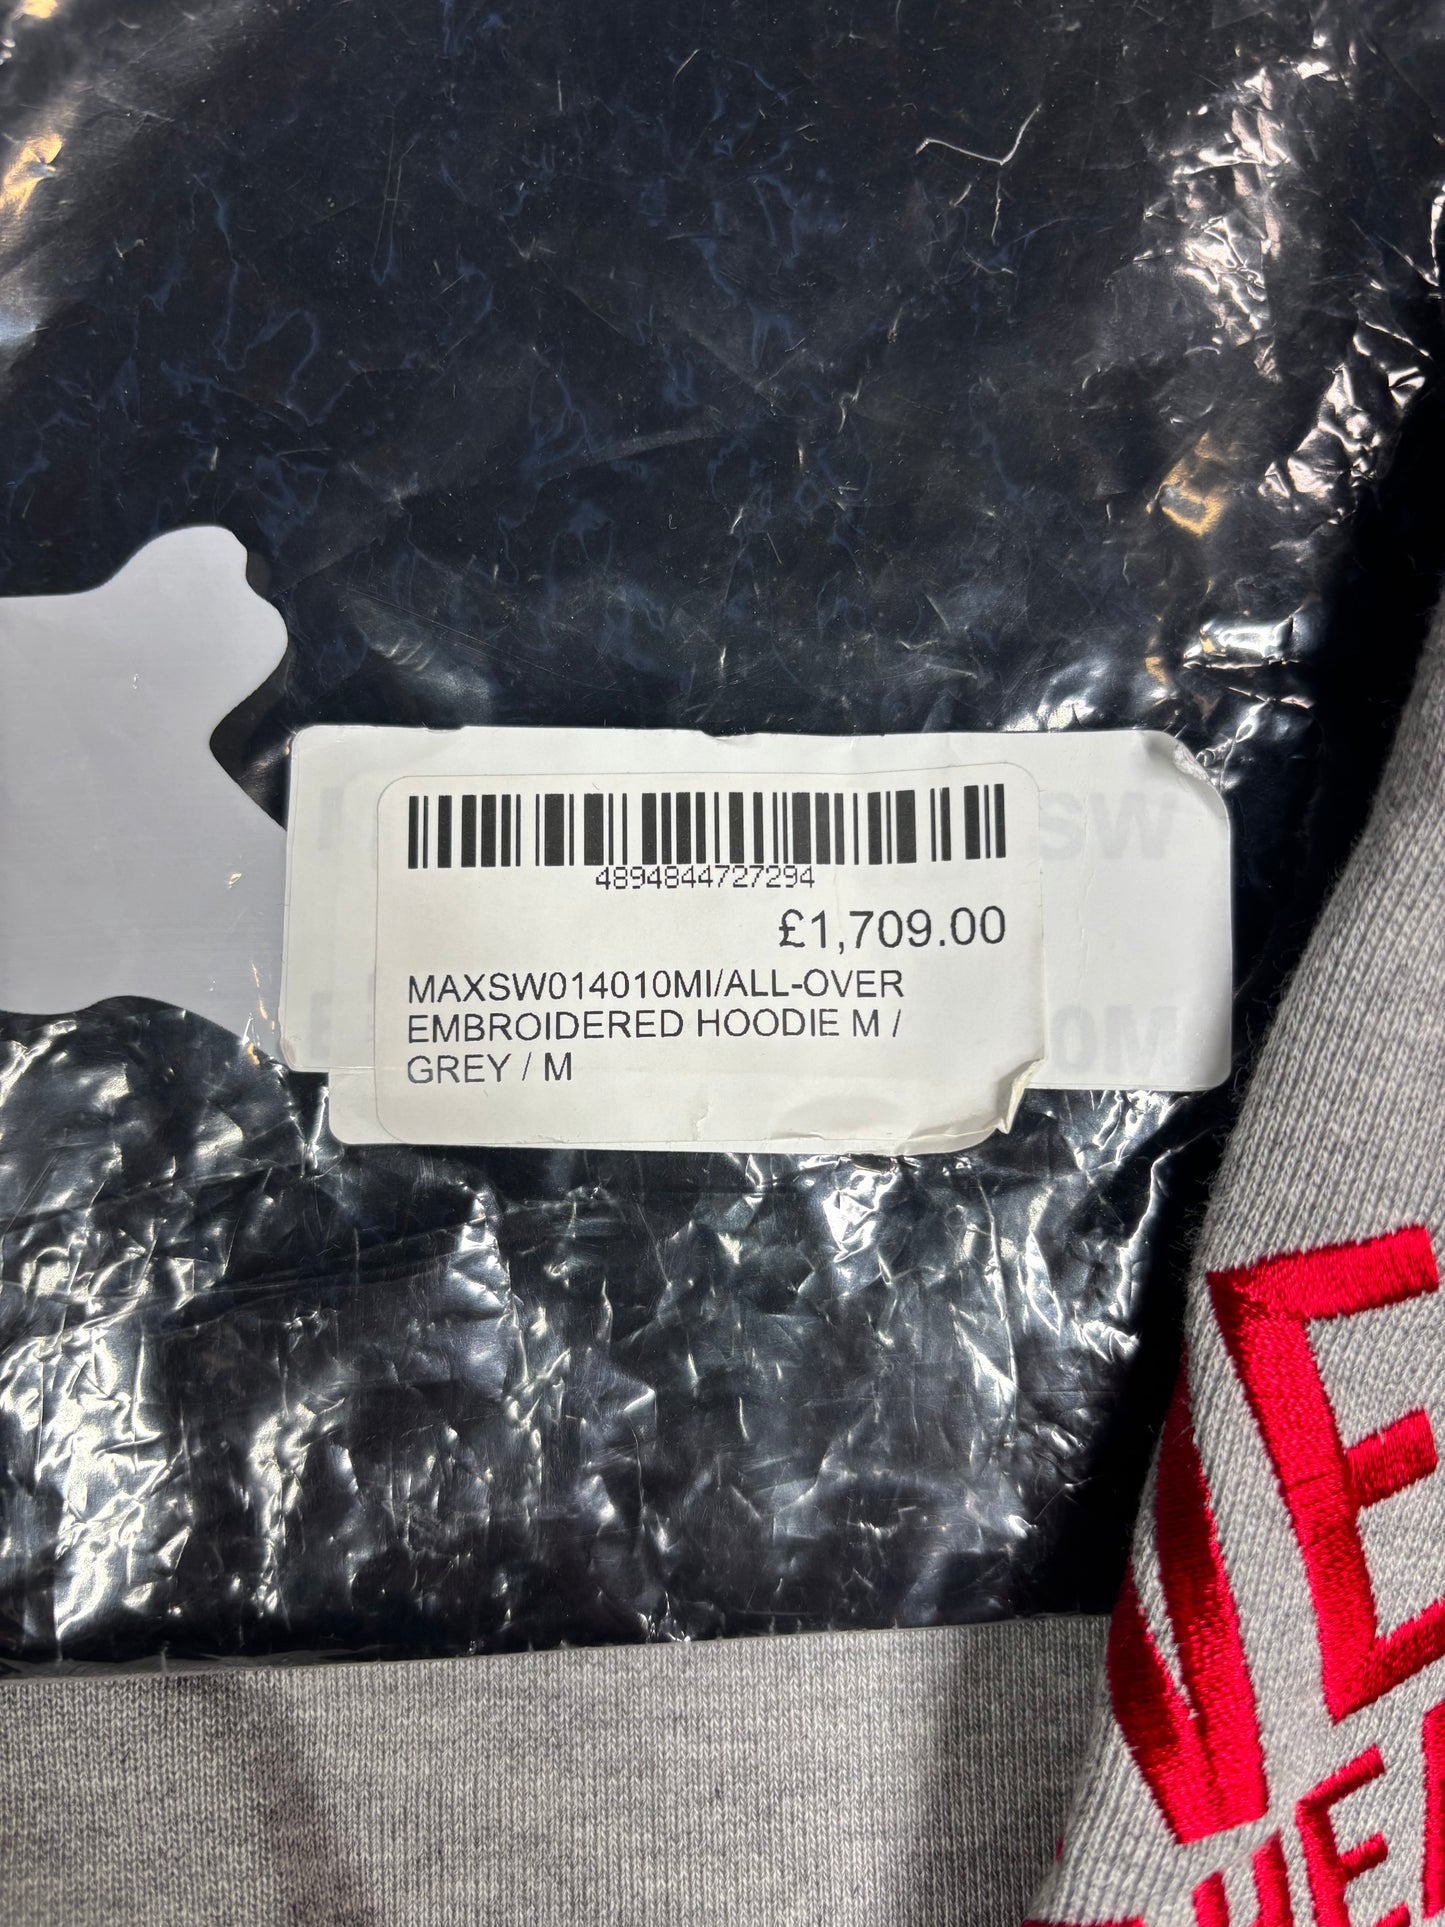 4894844727294
£1,709.00
MAXSW014010MI/ALL-OVER
EMBROIDERED HOODIE M /
GREY / M